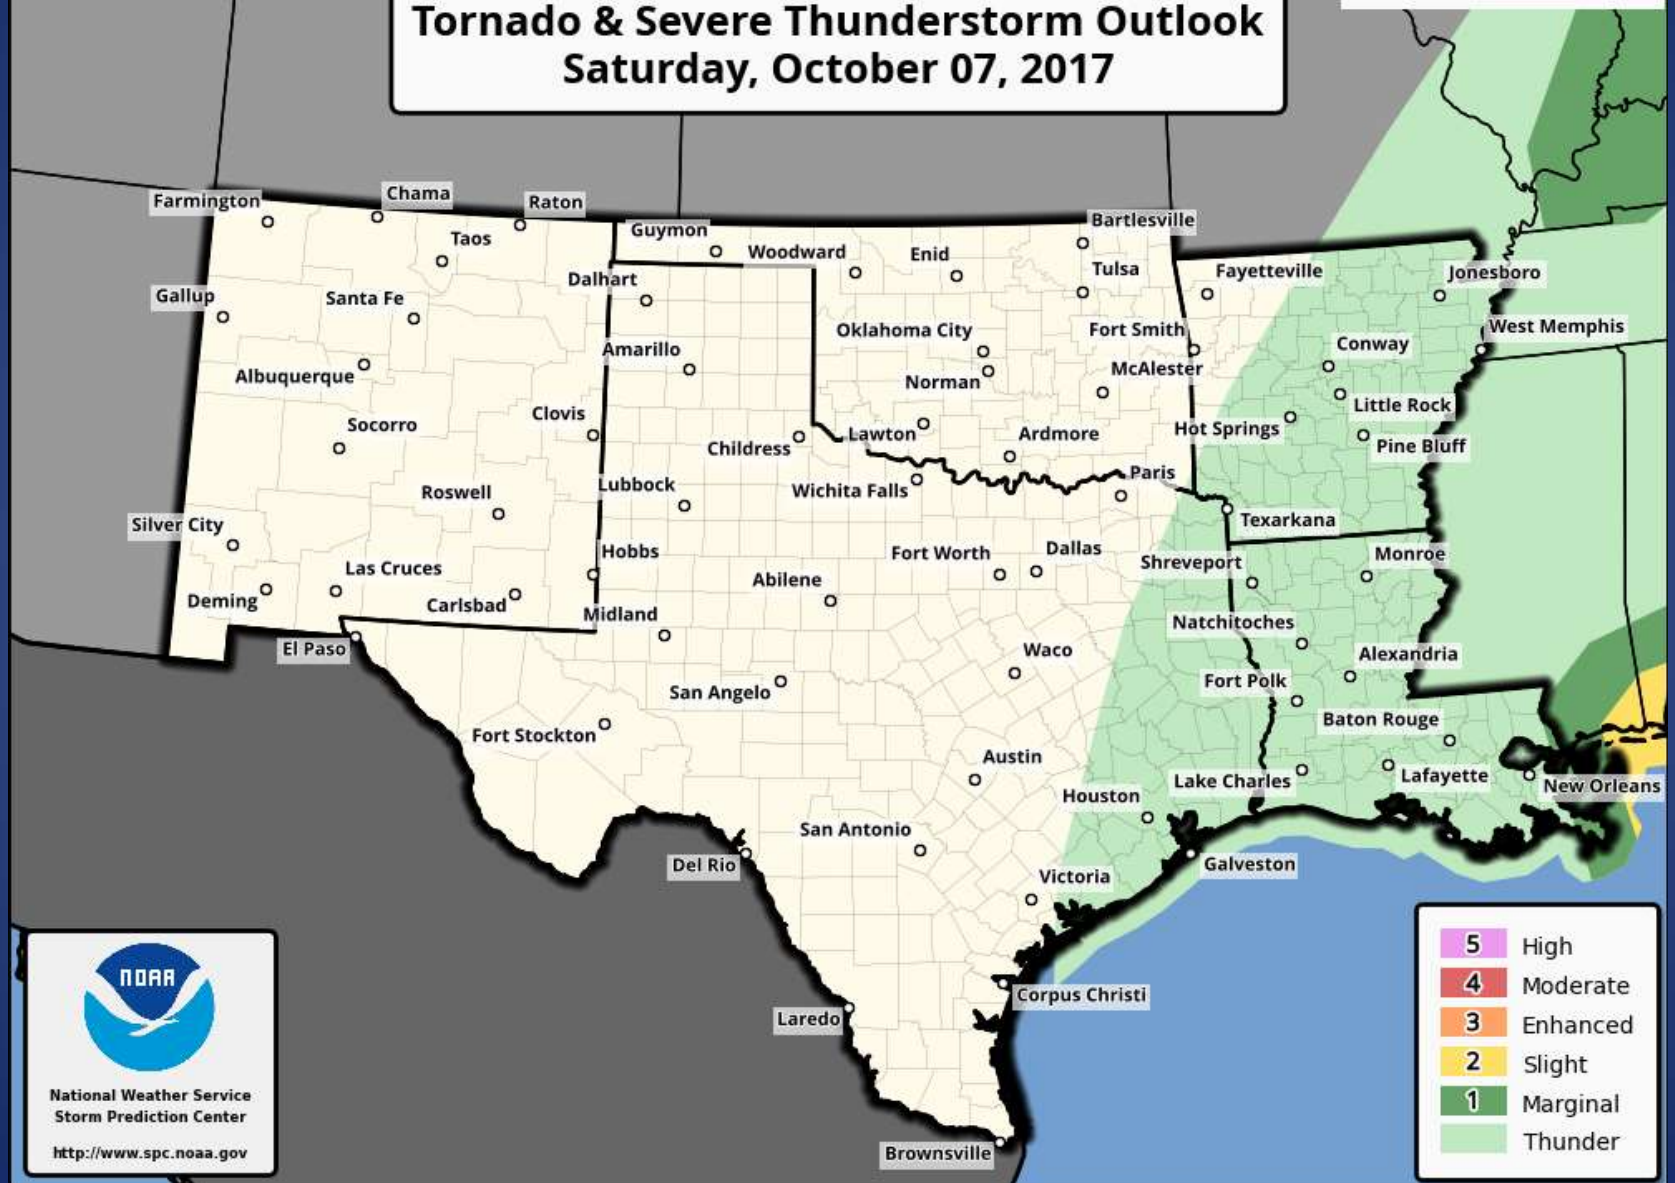 Tornado & Severe Thunderstorm Outlook
Saturday, October 07, 2017
Farmington
Chama
Raton
Taos
Guymon
Woodward
Enid
Bartlesville
Tulsa
Fayetteville
Jonesboro
Gallup
Santa Fe
Dalhart
Oklahoma City
Fort Smith
West Memphis
Albuquerque
Amarillo
Norman
McAlester
Conway
Little Rock
Socorro
Clovis
Childress
Lawton
Ardmore
Hot Springs
Pine Bluff
Roswell
Lubbock
Wichita Falls
Paris
Silver City
Texarkana
Las Cruces
Hobbs
Fort Worth
Dallas
Shreveport
Monroe
Deming
Carlsbad
Midland
Abilene
Natchitoches
El Paso
San Angelo
Waco
Alexandria
Fort Polk
Fort Stockton
Austin
Baton Rouge
Lake Charles
Lafayette
New Orleans
Houston
San Antonio
Del Rio
Victoria
Galveston
Corpus Christi
Laredo
Brownsville
NOAA
National Weather Service
Storm Prediction Center
http://www.spc.noaa.gov
5 High
4 Moderate
3 Enhanced
2 Slight
1 Marginal
Thunder